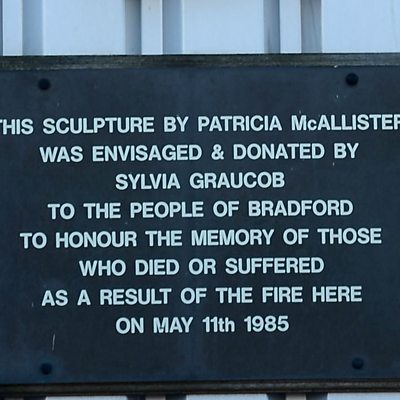 THIS SCULPTURE BY PATRICIA McALLISTER
WAS ENVISAGED & DONATED BY
SYLVIA GRAUCOB
TO THE PEOPLE OF BRADFORD
TO HONOUR THE MEMORY OF THOSE
WHO DIED OR SUFFERED
AS A RESULT OF THE FIRE HERE
ON MAY 11th 1985